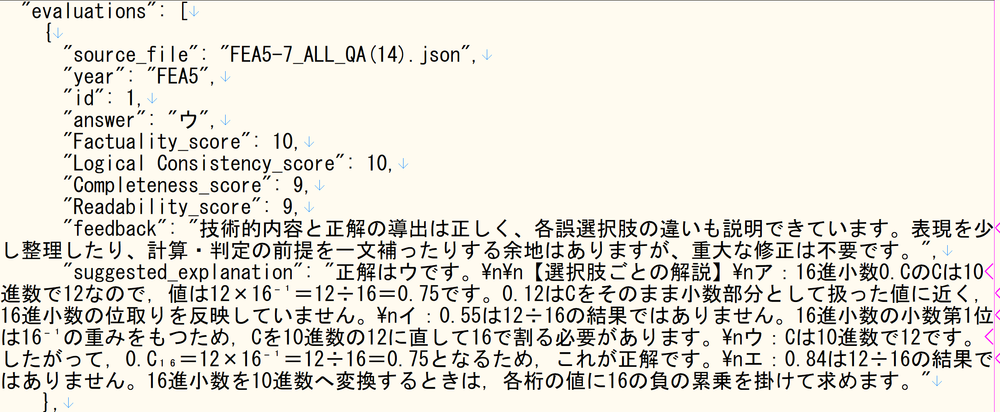 "evaluations": [↓
{↓
"source_file": "FEA5-7_ALL_QA(14).json",↓
"year": "FEA5",↓
"id": 1,↓
"answer": "ウ",↓
"Factuality_score": 10,↓
"Logical Consistency_score": 10,↓
"Completeness_score": 9,↓
"Readability_score": 9,↓
"feedback": "技術的内容と正解の導出は正しく、各誤選択肢の違いも説明できています。表現を少<
し整理したり、計算・判定の前提を一文補ったりする余地はありますが、重大な修正は不要です。",↓
"suggested_explanation": "正解はウです。¥n¥n【選択肢ごとの解説】¥nア：16進小数0.CのCは10<
進数で12なので，値は12×16⁻¹＝12÷16＝0.75です。0.12はCをそのまま小数部分として扱った値に近く，<
16進小数の位取りを反映していません。¥nイ：0.55は12÷16の結果ではありません。16進小数の小数第1位<
は16⁻¹の重みをもつため，Cを10進数の12に直して16で割る必要があります。¥nウ：Cは10進数で12です。<
したがって，0.C₁₆＝12×16⁻¹＝12÷16＝0.75となるため，これが正解です。¥nエ：0.84は12÷16の結果で<
はありません。16進小数を10進数へ変換するときは，各桁の値に16の負の累乗を掛けて求めます。"↓
},↓